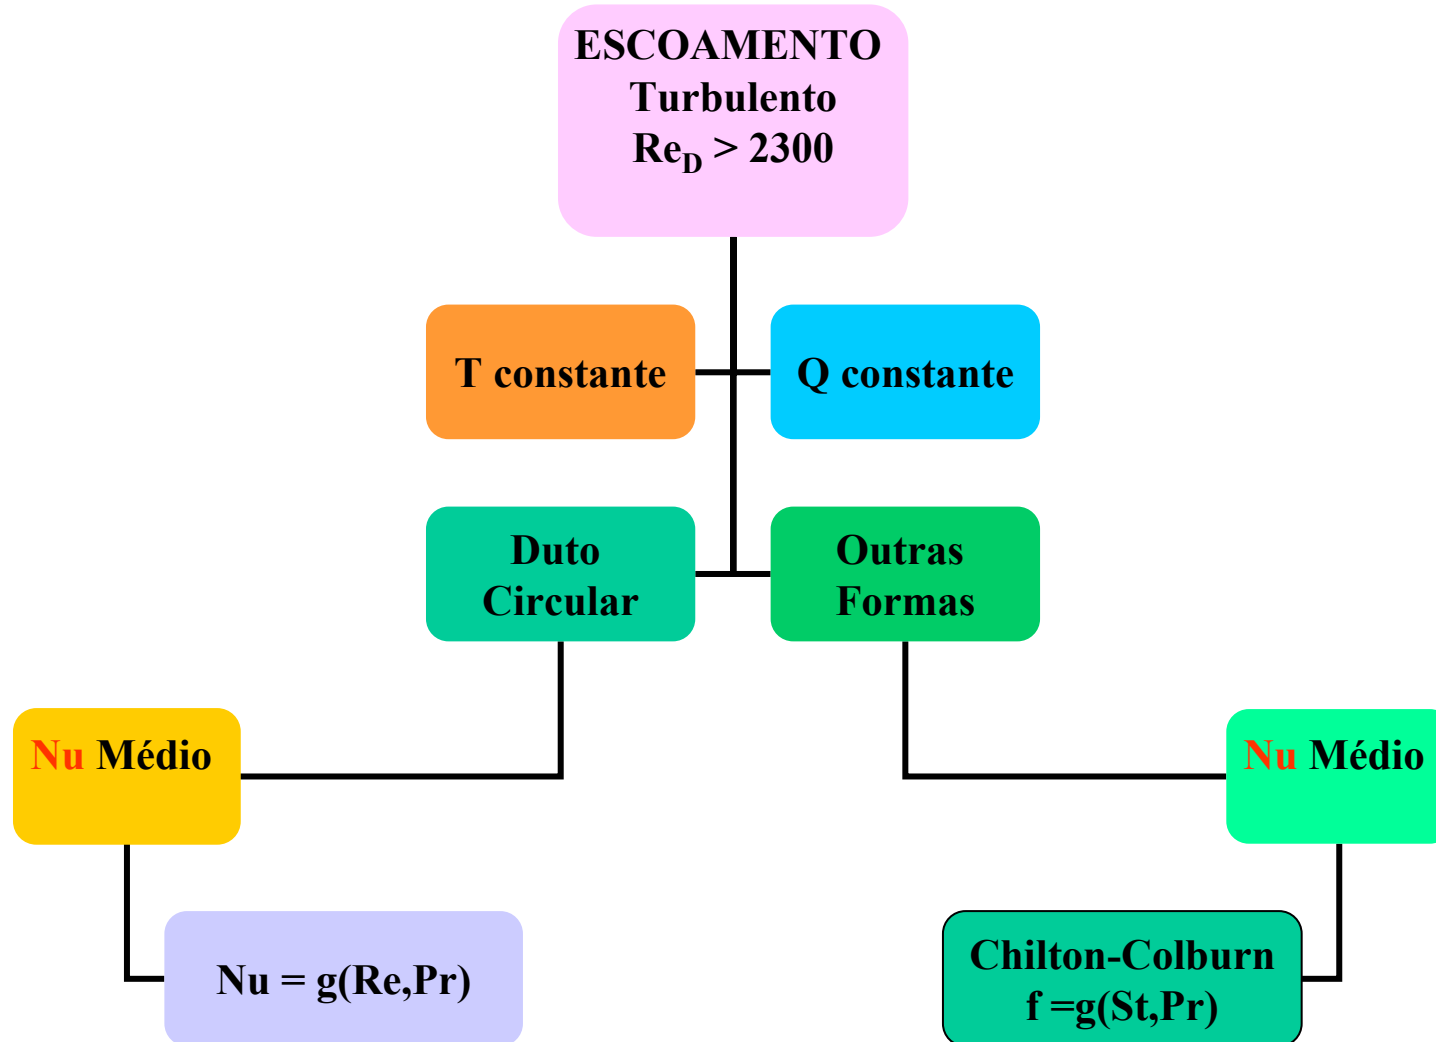 ESCOAMENTO
Turbulento
Re_D > 2300
T constante
Q constante
Duto
Circular
Outras
Formas
Nu Médio
Nu Médio
Nu = g(Re,Pr)
Chilton-Colburn
f =g(St,Pr)